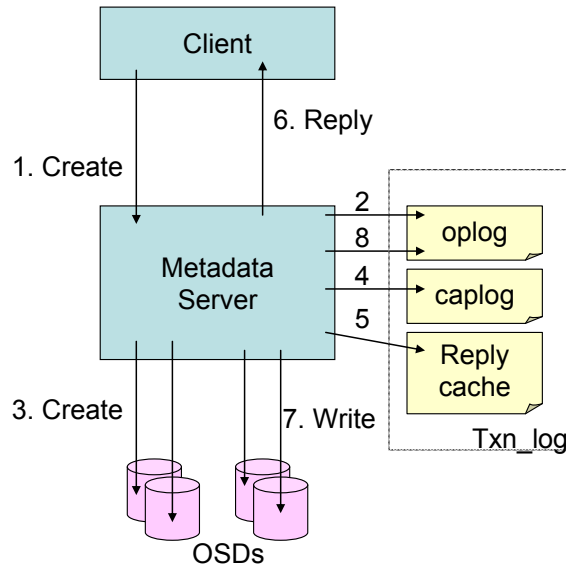 Client
6. Reply
1. Create
2
oplog
8
Metadata
Server
4
caplog
5
Reply
cache
3. Create
7. Write
Txn_log
OSDs